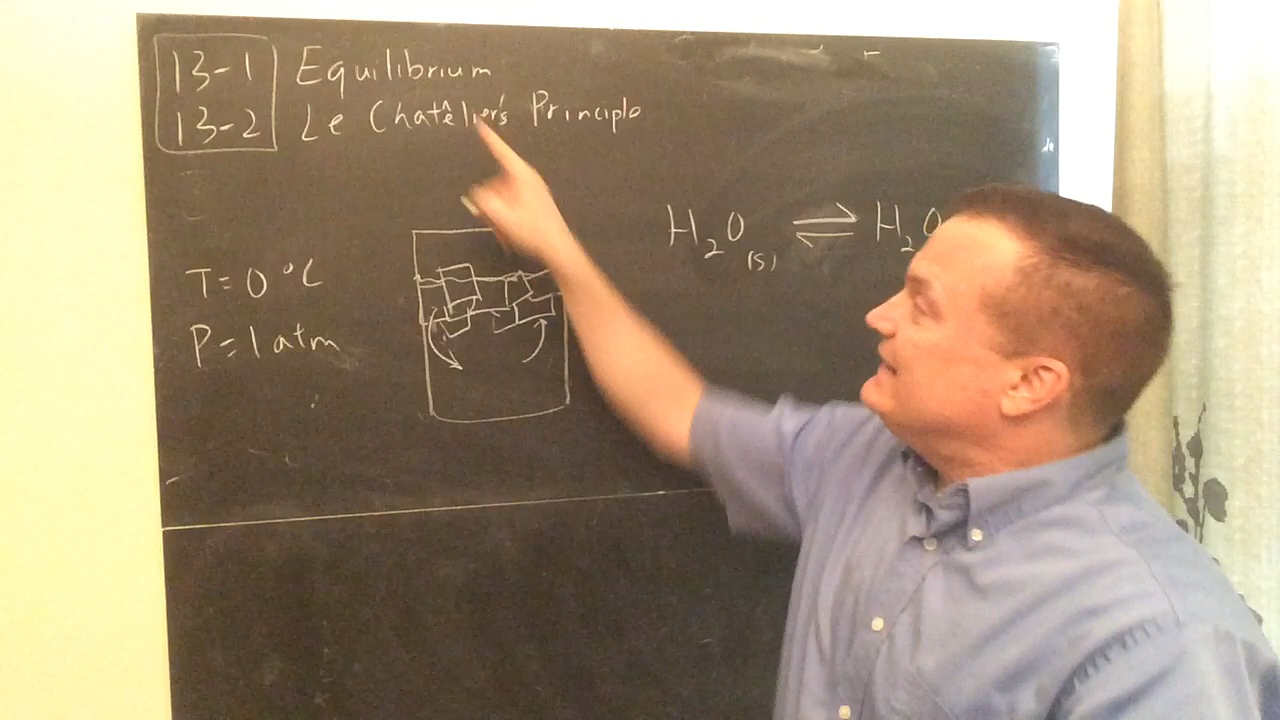 13-1 Equilibrium
13-2 Le Chatêlier's Principle
H₂O(s) ⇌ H₂O
T=0 °C
P=1 atm